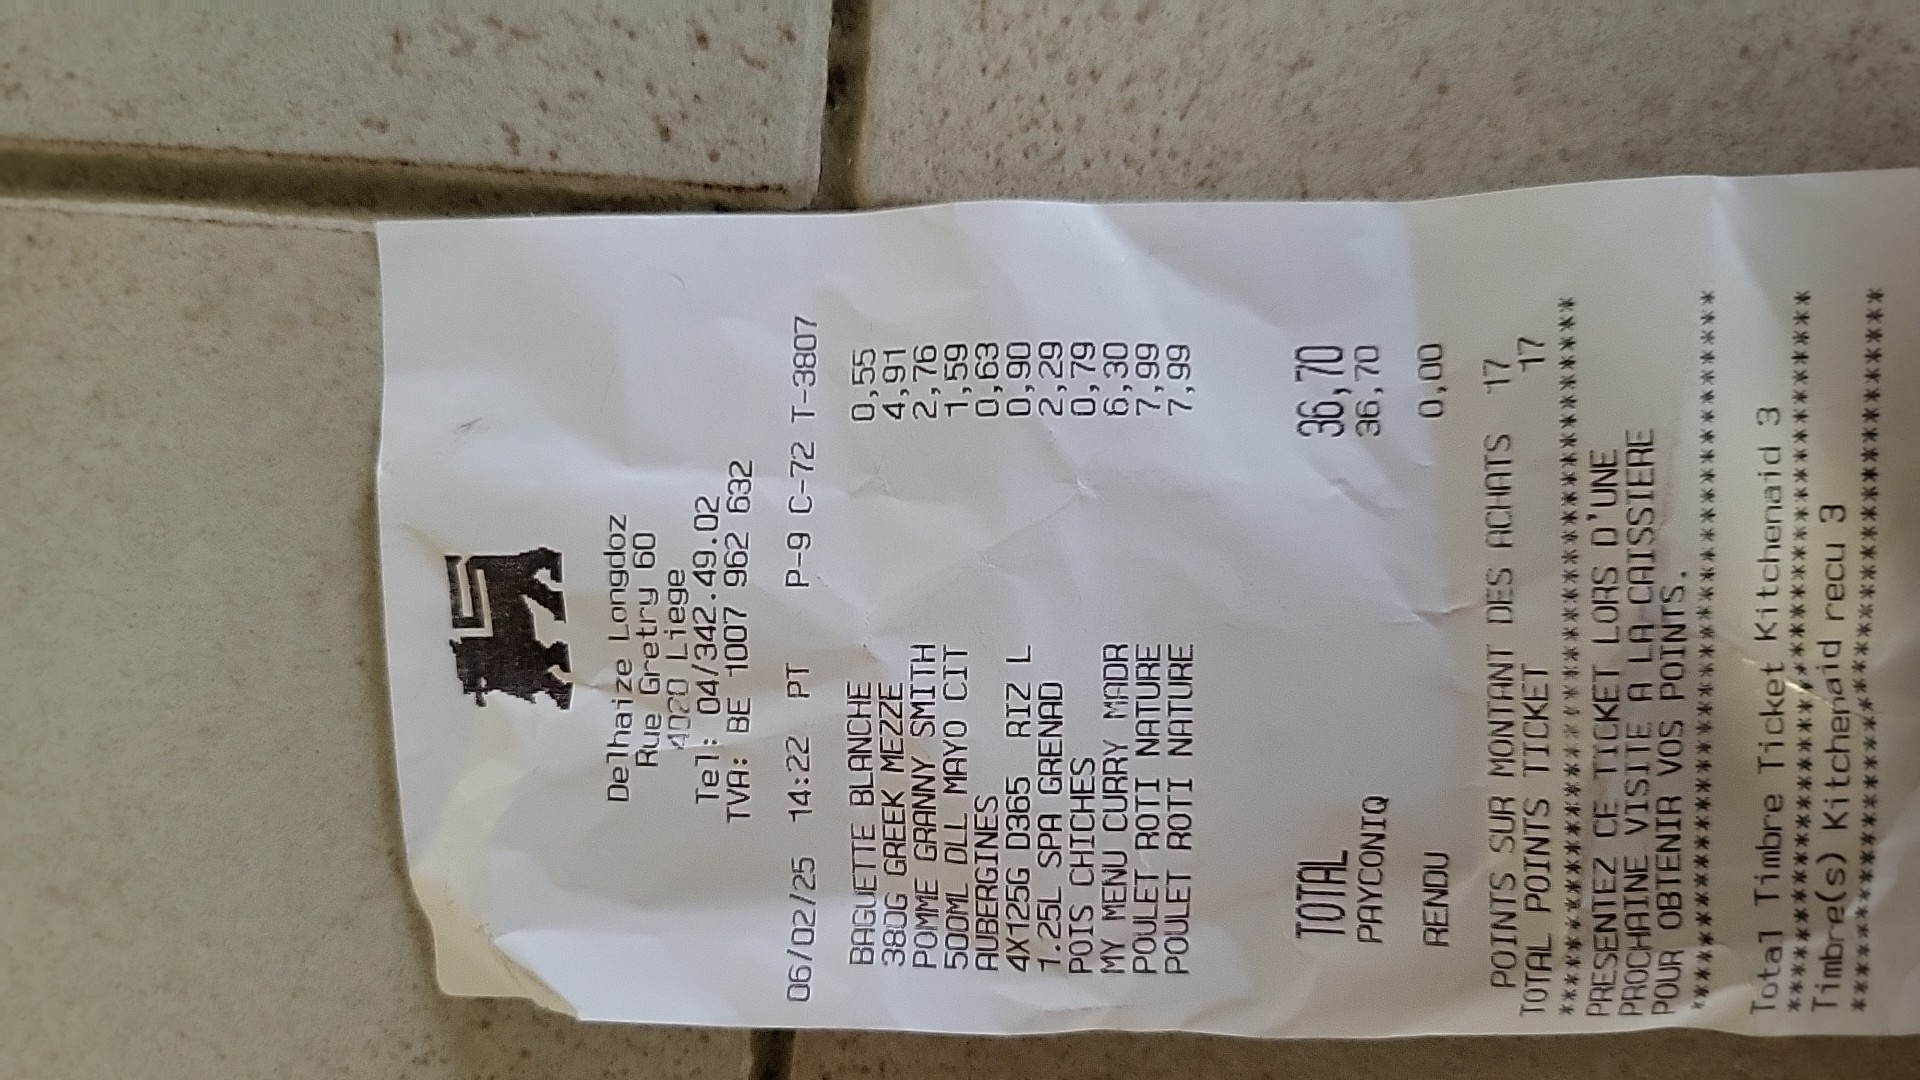 Delhaize Longdoz
Rue Gretry 60
4020 Liege
Tel: 04/342.49.02
TVA: BE 1007 962 632
06/02/25 14:22 PT P-9 C-72 T-3807
BAGUETTE BLANCHE 0,55
380G GREEK MEZZE 4,91
POMME GRANNY SMITH 2,76
500ML DLL MAYO CIT 1,59
AUBERGINES 0,63
4X125G D365 RIZ L 0,90
1.25L SPA GRENAD 2,29
POIS CHICHES 0,79
MY MENU CURRY MADR 6,30
POULET ROTI NATURE 7,99
POULET ROTI NATURE 7,99
TOTAL 36,70
PAYCONIQ 36,70
RENDU 0,00
POINTS SUR MONTANT DES ACHATS 17
TOTAL POINTS TICKET 17
******************************************
PRESENTEZ CE TICKET LORS D'UNE
PROCHAINE VISITE A LA CAISSIERE
POUR OBTENIR VOS POINTS.
******************************************
Total Timbre Ticket Kitchenaid 3
******************************************
Timbre(s) Kitchenaid recu 3
******************************************